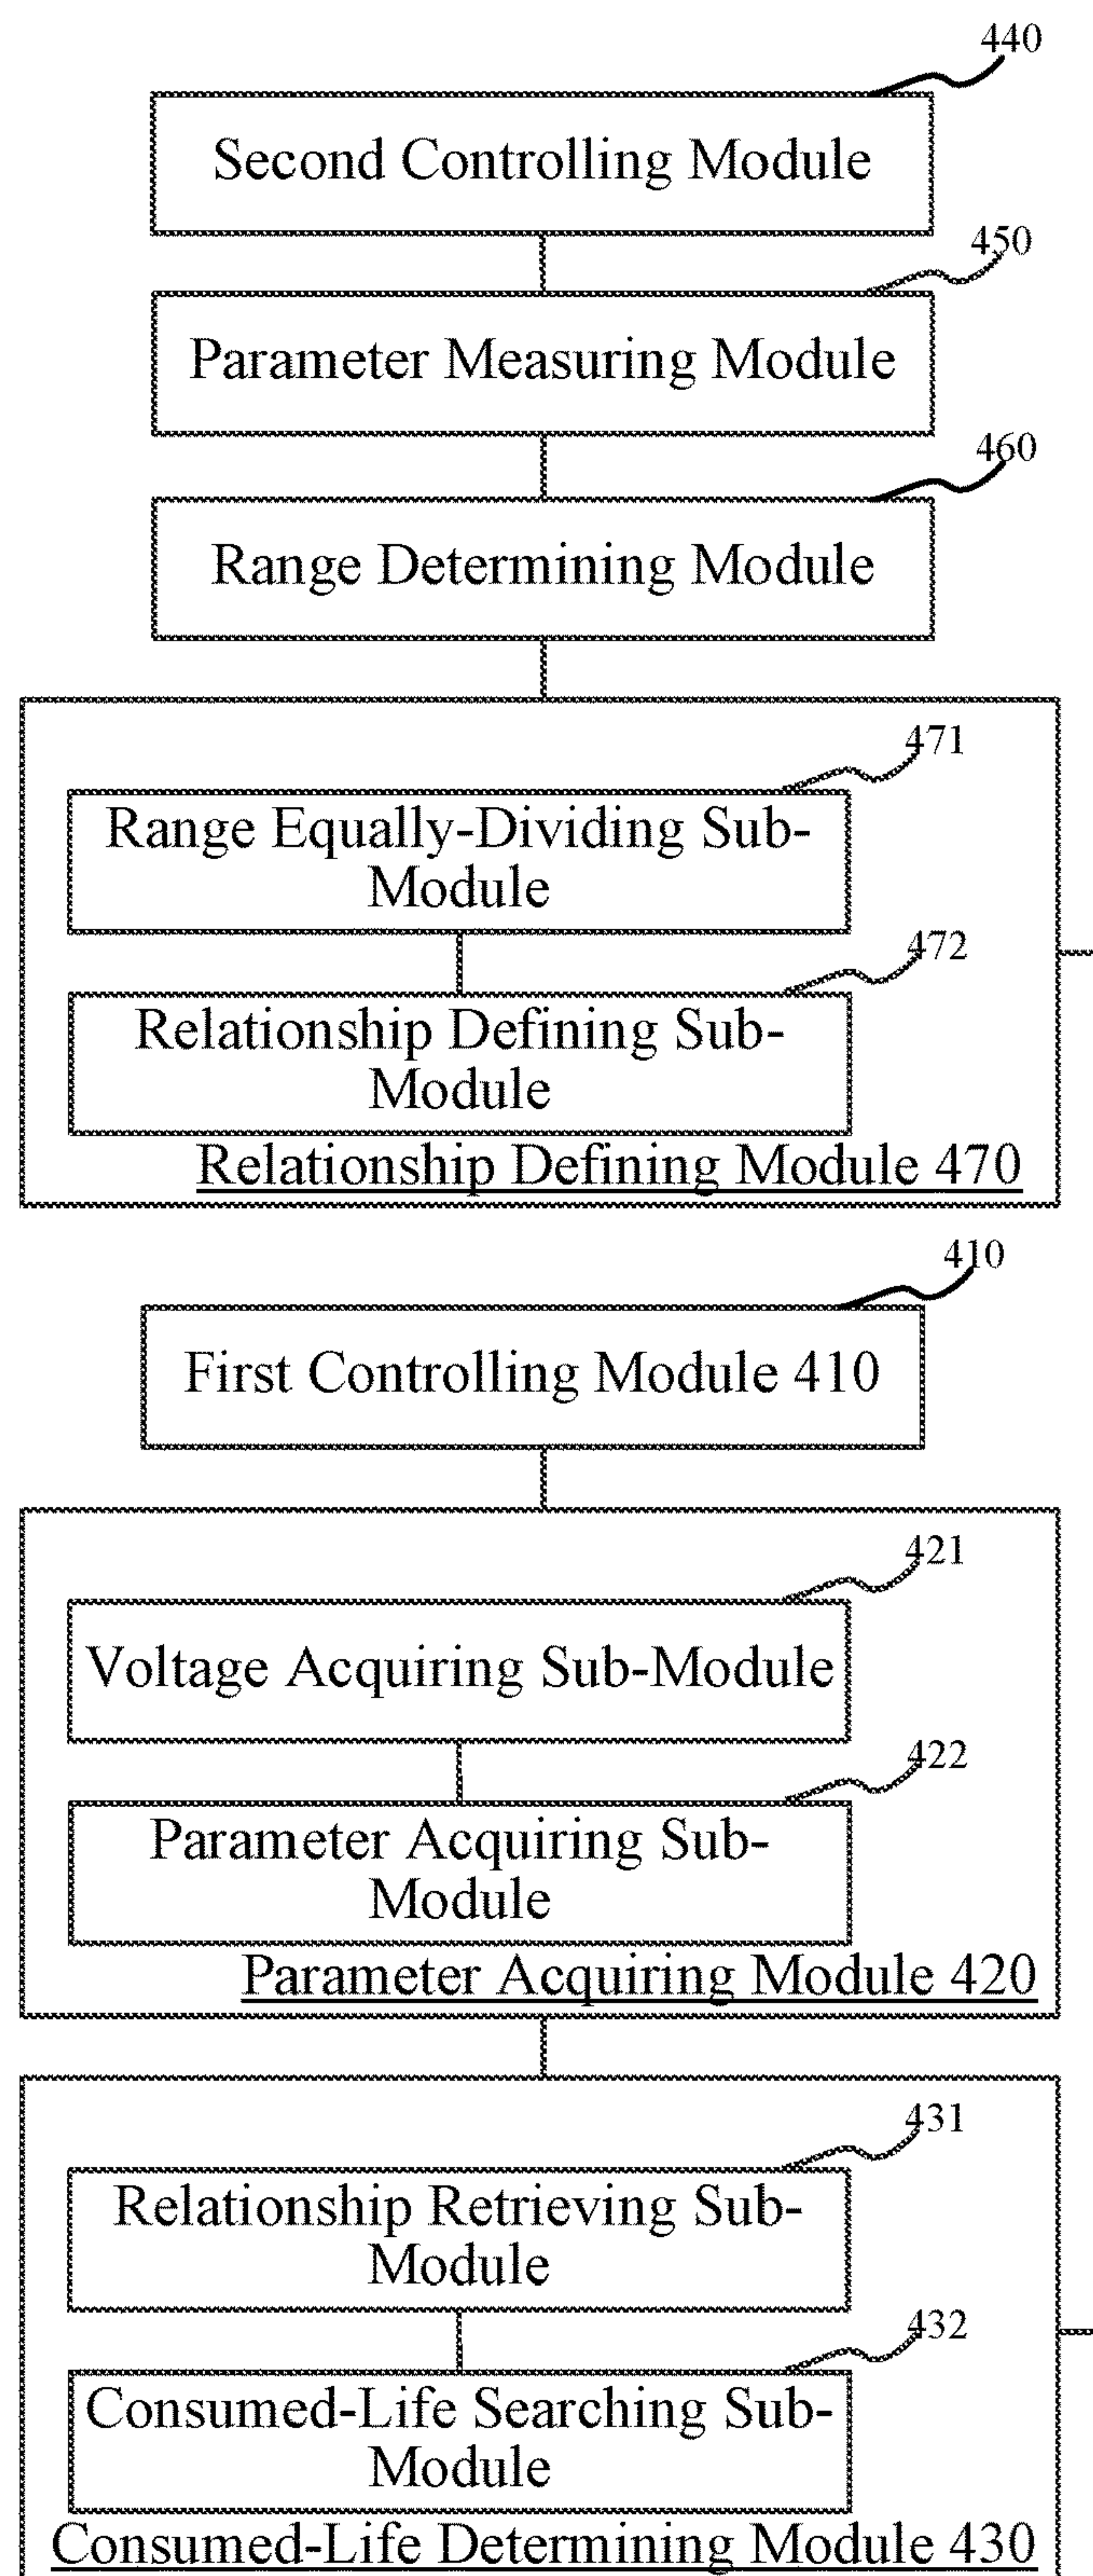 440
Second Controlling Module
450
Parameter Measuring Module
460
Range Determining Module
471
Range Equally-Dividing Sub-
Module
472
Relationship Defining Sub-
Module
Relationship Defining Module 470
410
First Controlling Module 410
421
Voltage Acquiring Sub-Module
422
Parameter Acquiring Sub-
Module
Parameter Acquiring Module 420
431
Relationship Retrieving Sub-
Module
432
Consumed-Life Searching Sub-
Module
Consumed-Life Determining Module 430